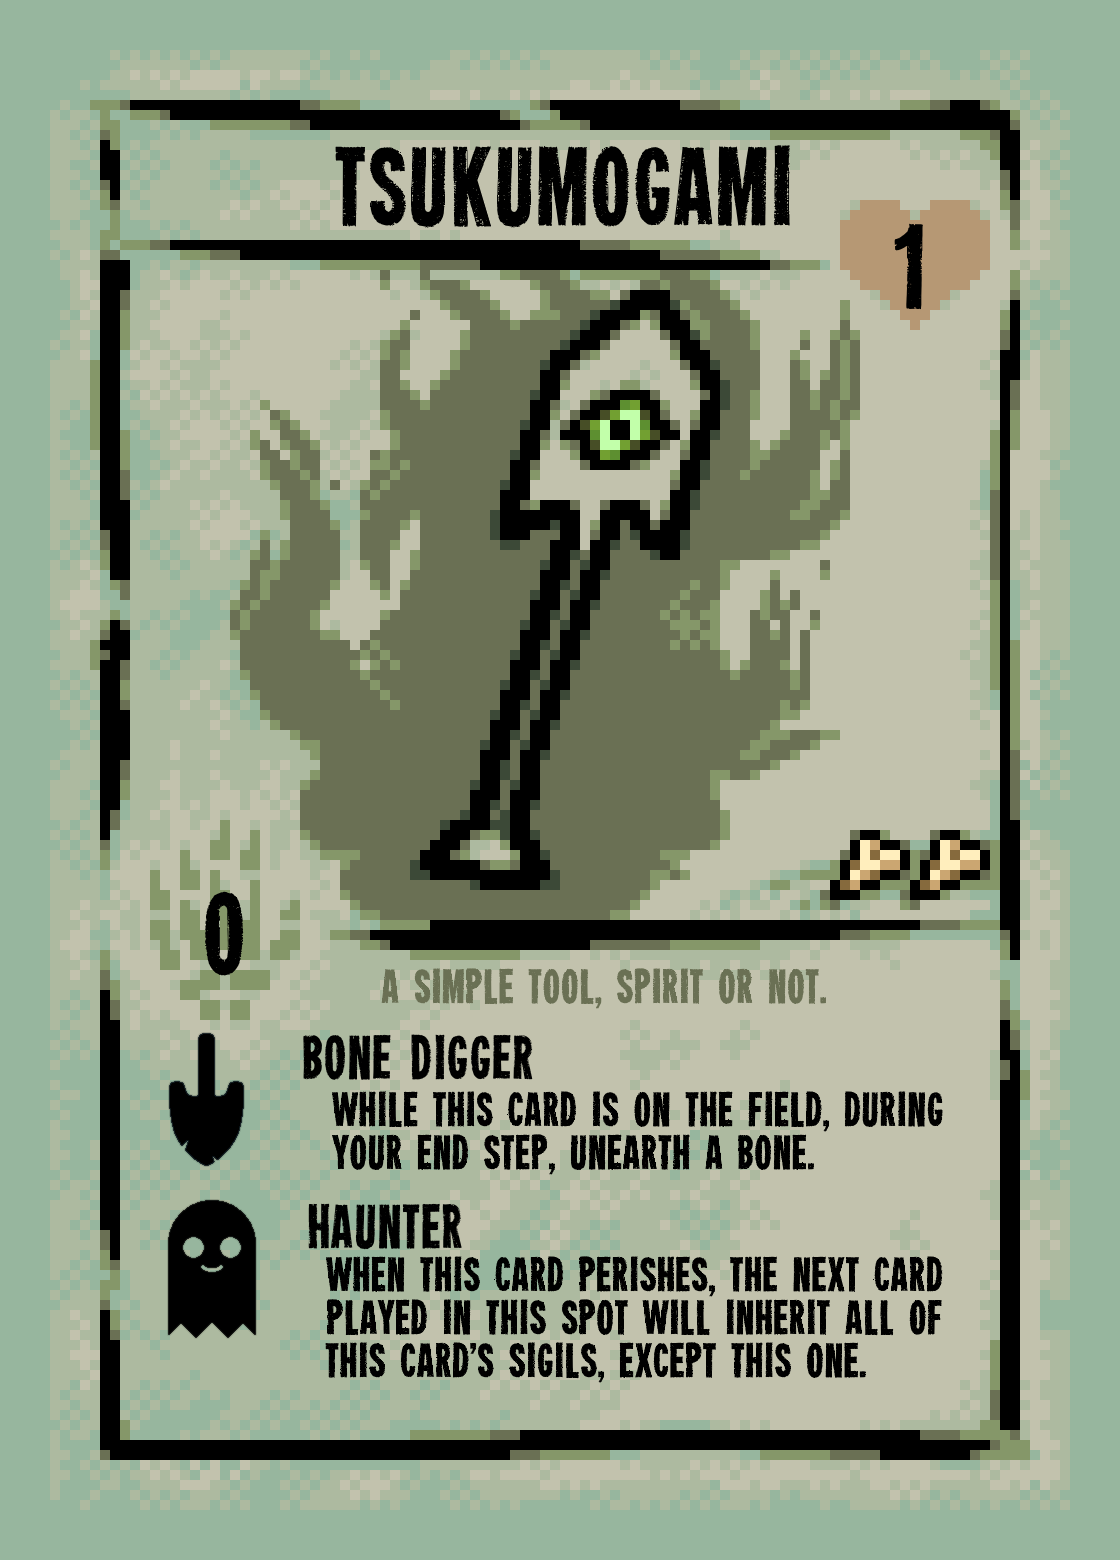 TSUKUMOGAMI
1
0
A SIMPLE TOOL, SPIRIT OR NOT.
BONE DIGGER
WHILE THIS CARD IS ON THE FIELD, DURING
YOUR END STEP, UNEARTH A BONE.
HAUNTER
WHEN THIS CARD PERISHES, THE NEXT CARD
PLAYED IN THIS SPOT WILL INHERIT ALL OF
THIS CARD'S SIGILS, EXCEPT THIS ONE.